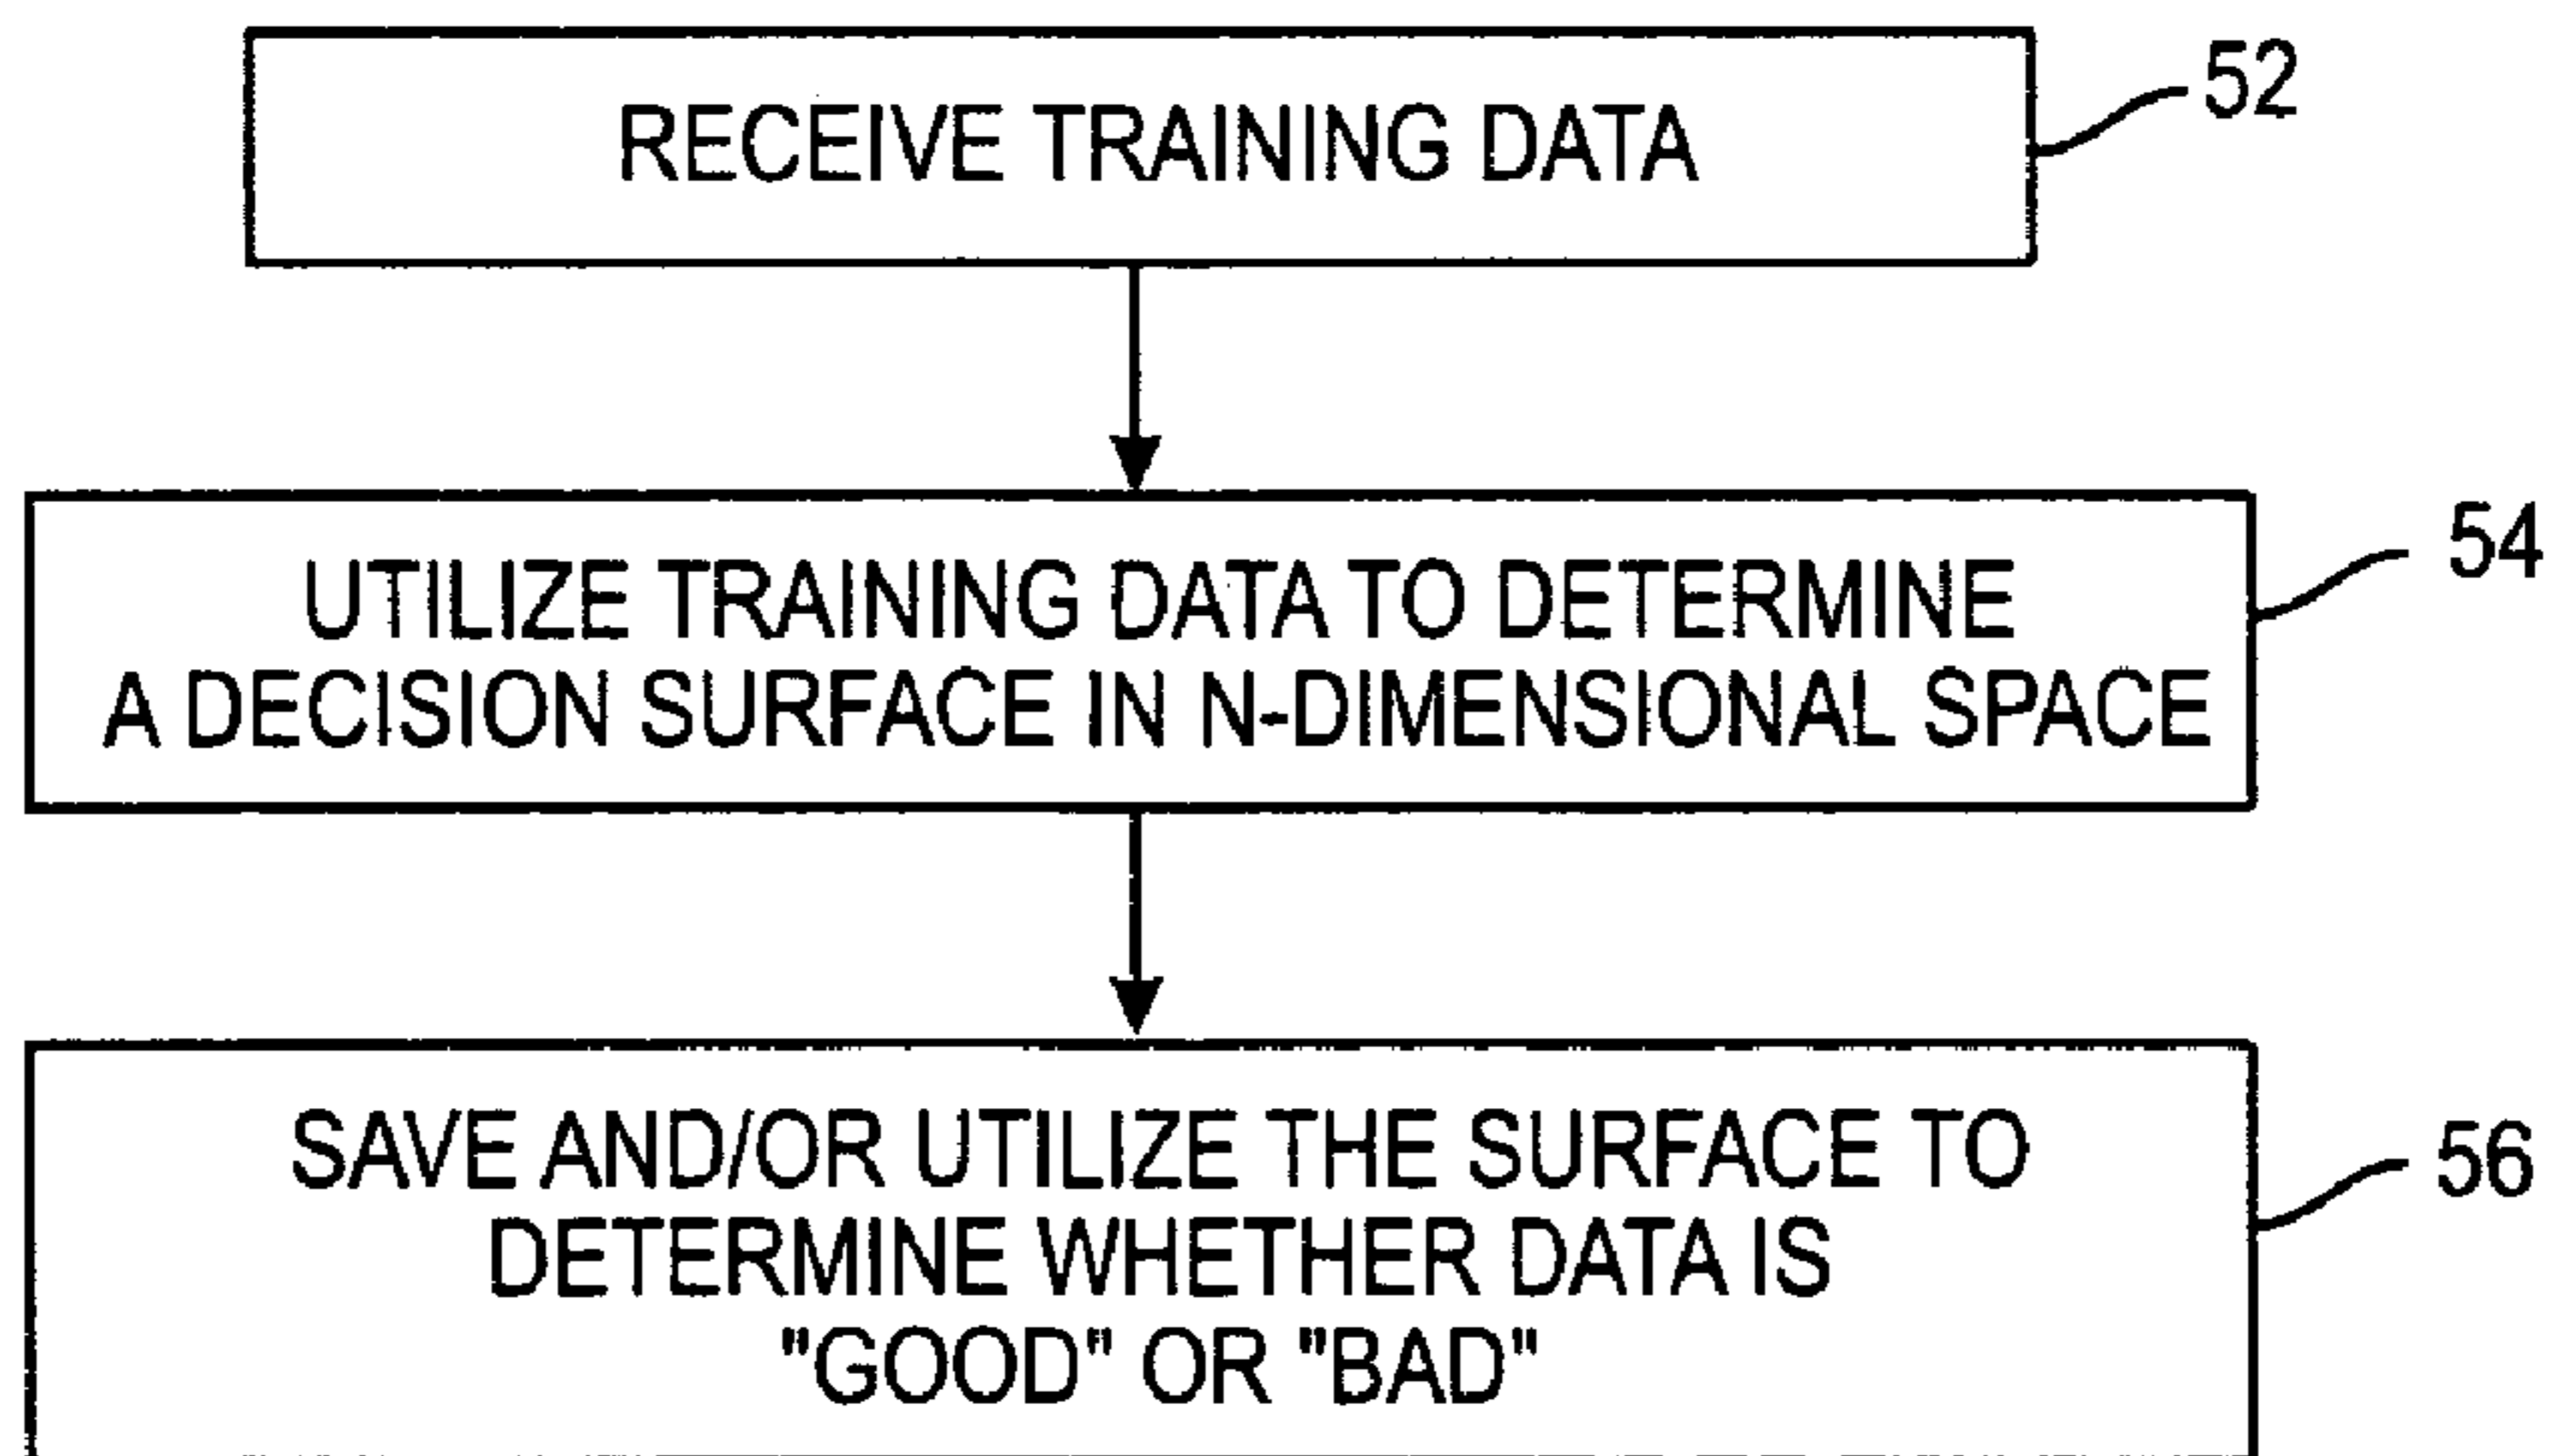 RECEIVE TRAINING DATA
52
UTILIZE TRAINING DATA TO DETERMINE
A DECISION SURFACE IN N-DIMENSIONAL SPACE
54
SAVE AND/OR UTILIZE THE SURFACE TO
DETERMINE WHETHER DATA IS
"GOOD" OR "BAD"
56